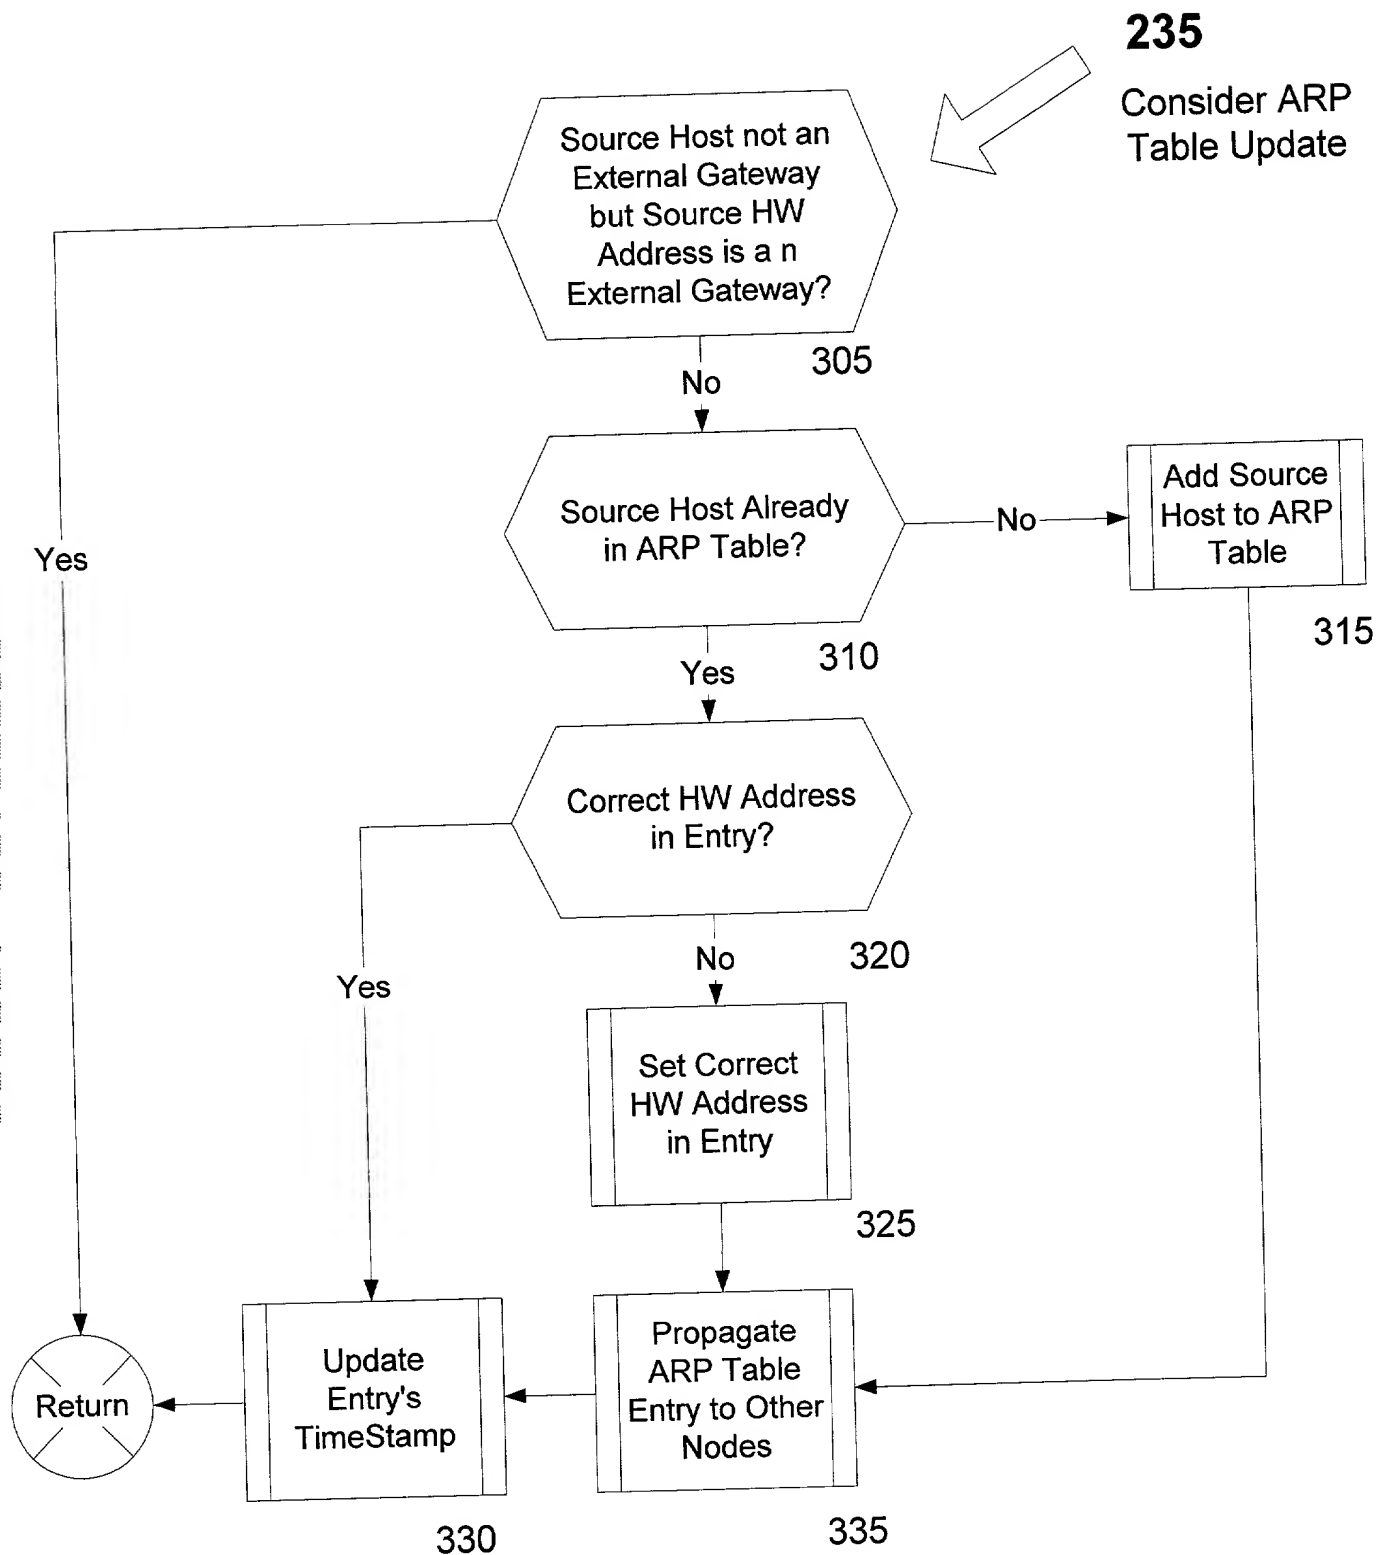 235
Consider ARP
Table Update
Source Host not an
External Gateway
but Source HW
Address is a n
External Gateway?
305
No
Source Host Already
in ARP Table?
310
No
Add Source
Host to ARP
Table
315
Yes
Yes
Correct HW Address
in Entry?
320
No
Yes
Set Correct
HW Address
in Entry
325
Propagate
ARP Table
Entry to Other
Nodes
335
Update
Entry's
TimeStamp
330
Return